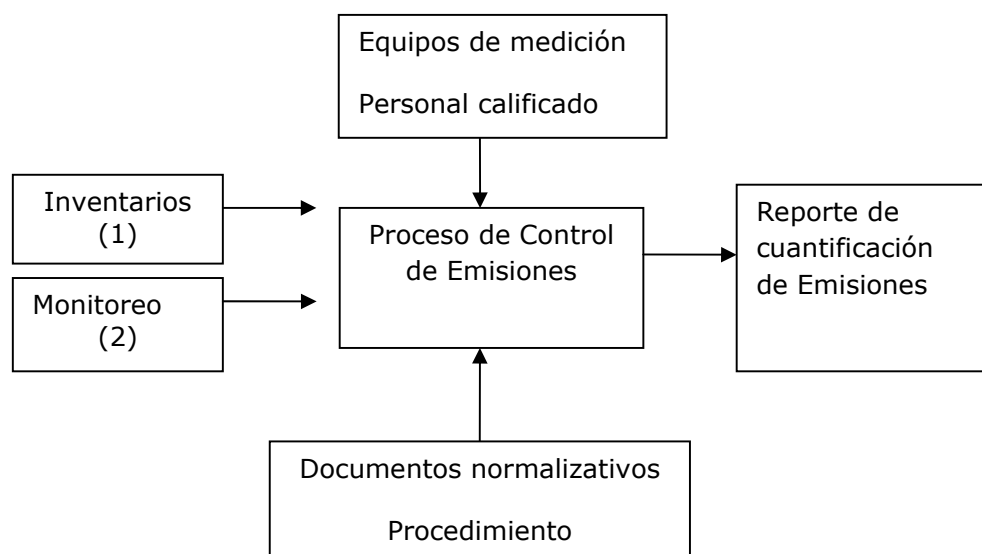 Equipos de medición
Personal calificado
Inventarios
(1)
Monitoreo
(2)
Proceso de Control
de Emisiones
Reporte de
cuantificación
de Emisiones
Documentos normalizativos
Procedimiento